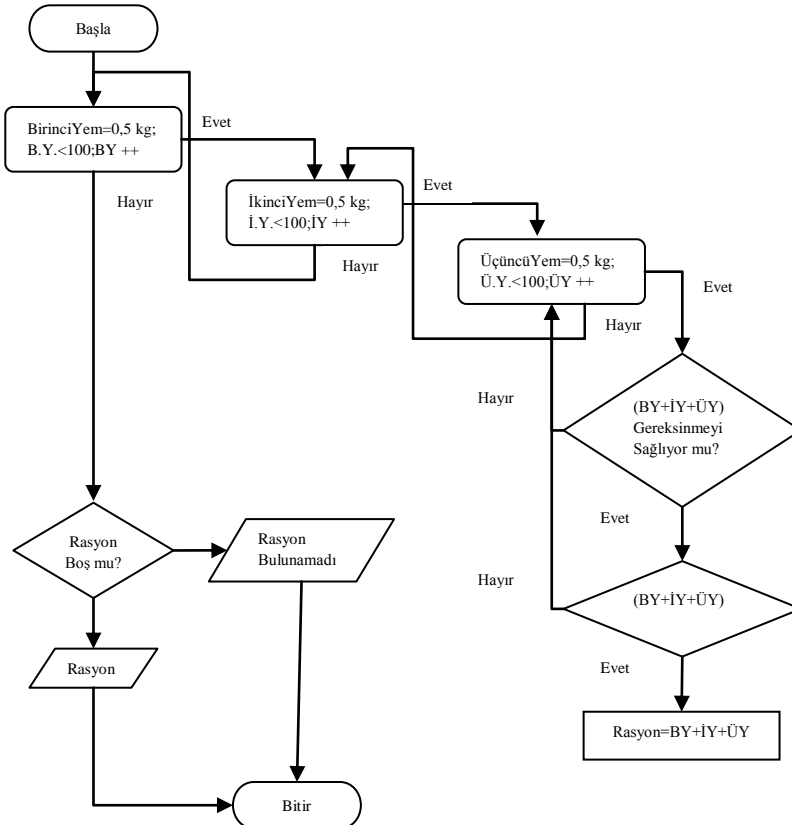 Başla
BirinciYem=0,5 kg;
B.Y.<100;BY ++
Evet
Hayır
İkinciYem=0,5 kg;
İ.Y.<100;İY ++
Evet
Hayır
ÜçüncüYem=0,5 kg;
Ü.Y.<100;ÜY ++
Evet
Hayır
Hayır
(BY+İY+ÜY)
Gereksinmeyi
Sağlıyor mu?
Evet
Rasyon
Boş mu?
Rasyon
Bulunamadı
Hayır
(BY+İY+ÜY)
Evet
Rasyon
Rasyon=BY+İY+ÜY
Bitir